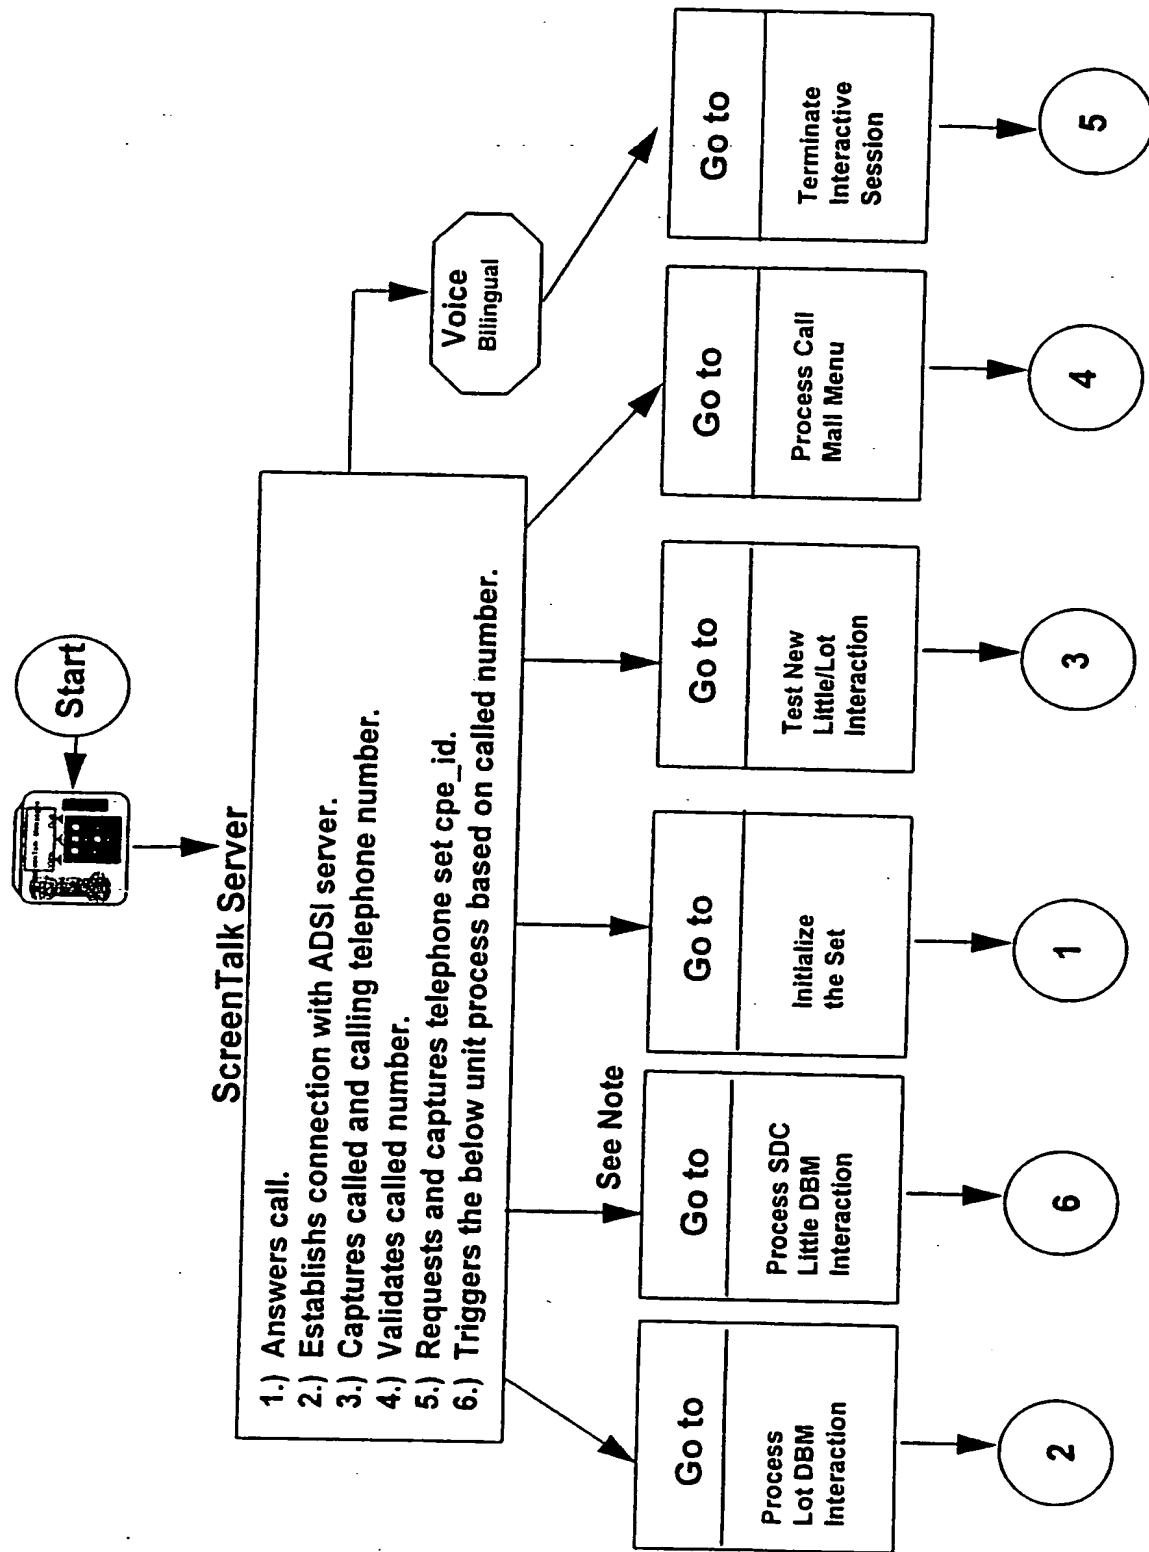 Start
ScreenTalk Server
1.) Answers call.
2.) Establishs connection with ADSI server.
3.) Captures called and calling telephone number.
4.) Validates called number.
5.) Requests and captures telephone set cpe_id.
6.) Triggers the below unit process based on called number.
Voice
Bilingual
See Note
Go to
Process
Lot DBM
Interaction
2
Go to
Process SDC
Little DBM
Interaction
6
Go to
Initialize
the Set
1
Go to
Test New
Little/Lot
Interaction
3
Go to
Process Call
Mall Menu
4
Go to
Terminate
Interactive
Session
5